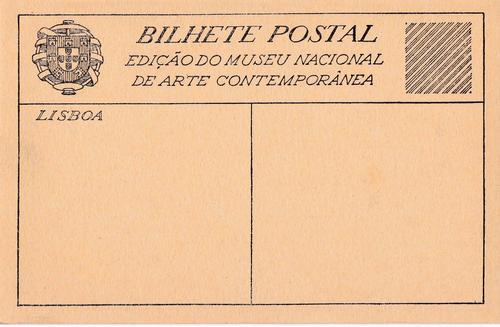 BILHETE POSTAL
EDIÇÃO DO MUSEU NACIONAL
DE ARTE CONTEMPORÂNEA
LISBOA